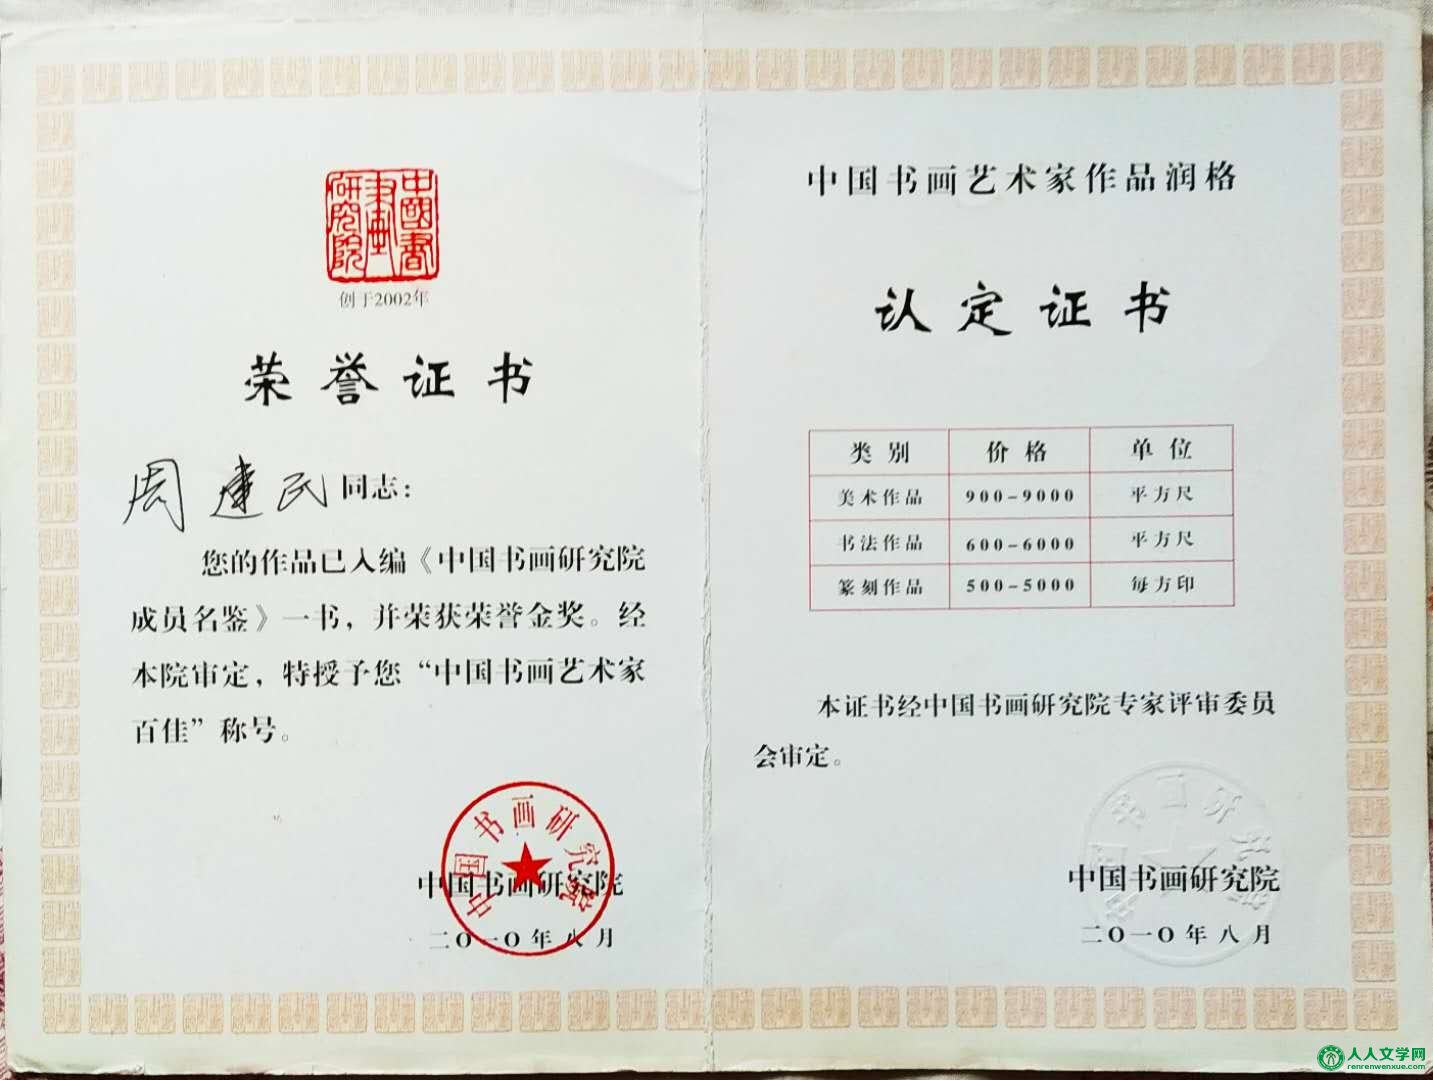 中國書畫研究院
创于2002年
荣誉证书
周建民同志：
您的作品已入编《中国书画研究院
成员名鉴》一书，并荣获荣誉金奖。经
本院审定，特授予您“中国书画艺术家
百佳”称号。
中国书画研究院
中国书画研究院
二〇一〇年八月
中国书画艺术家作品润格
认定证书
类别 价格 单位
美术作品 900-9000 平方尺
书法作品 600-6000 平方尺
篆刻作品 500-5000 每方印
本证书经中国书画研究院专家评审委员
会审定。
中国书画研究院
中国书画研究院
二〇一〇年八月
人人文学网
renrenwenxue.com